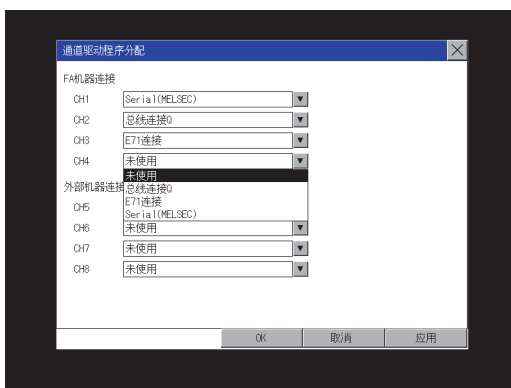 通道驱动程序分配
FA机器连接
CH1 Serial(MELSEC)
CH2 总线连接Q
CH3 E71连接
CH4 未使用
未使用
外部机器连接 总线连接Q
E71连接
CH5 Serial(MELSEC)
CH6 未使用
CH7 未使用
CH8 未使用
OK 取消 应用